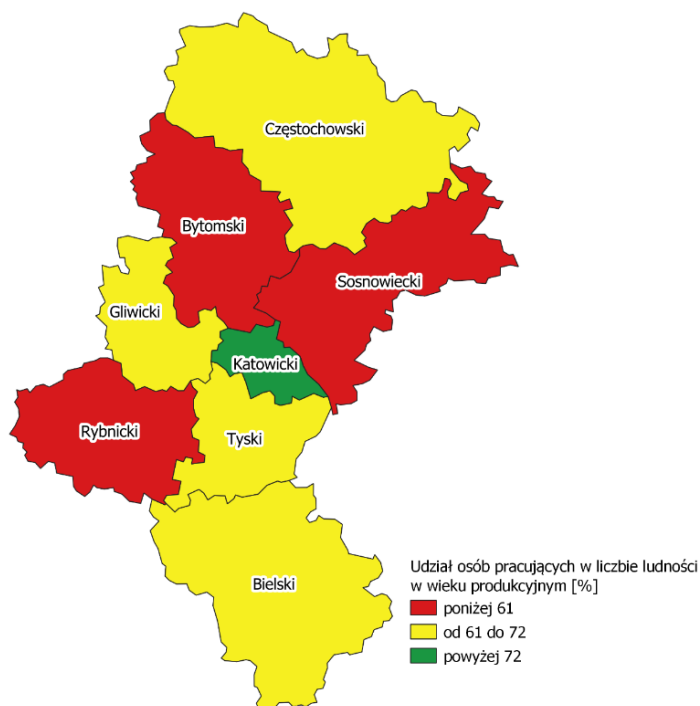 Częstochowski
Bytomski
Sosnowiecki
Gliwicki
Katowicki
Rybnicki
Tyski
Bielski
Udział osób pracujących w liczbie ludności
w wieku produkcyjnym [%]
poniżej 61
od 61 do 72
powyżej 72